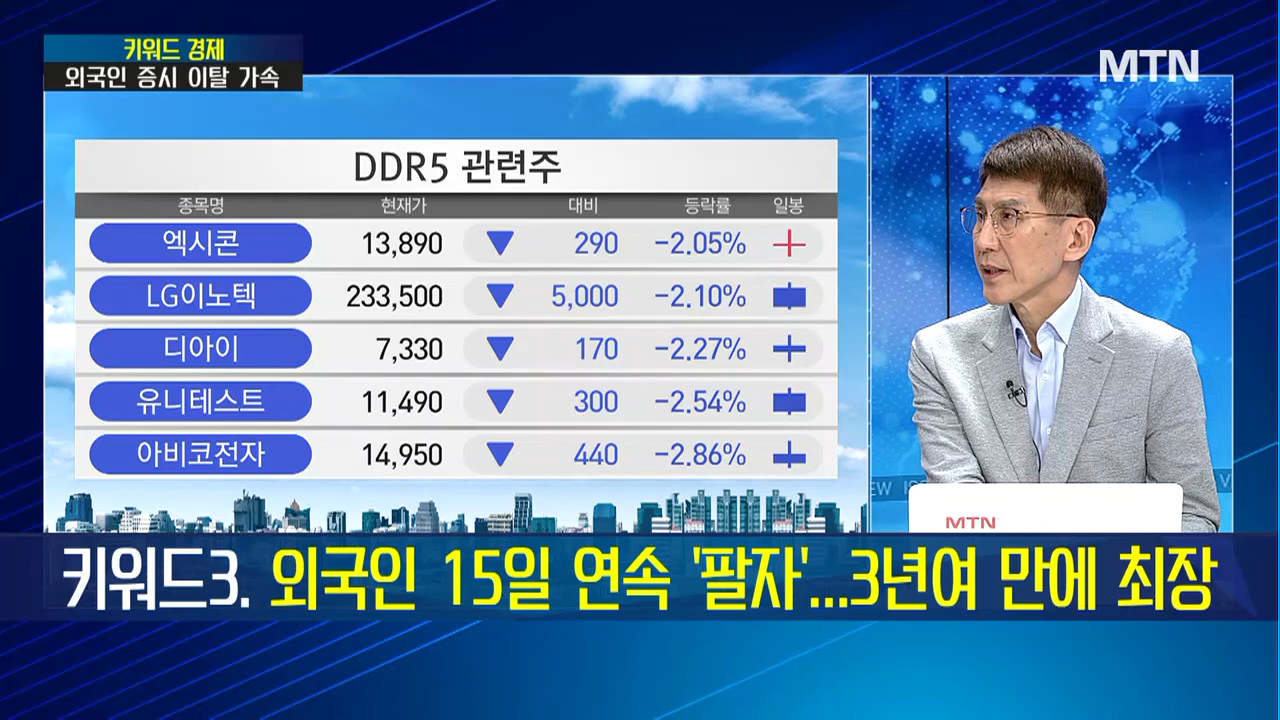 키워드 경제
외국인 증시 이탈 가속
MTN
DDR5 관련주
종목명 현재가 대비 등락률 일봉
엑시콘 13,890 ▼ 290 -2.05%
LG이노텍 233,500 ▼ 5,000 -2.10%
디아이 7,330 ▼ 170 -2.27%
유니테스트 11,490 ▼ 300 -2.54%
아비코전자 14,950 ▼ 440 -2.86%
MTN
키워드3. 외국인 15일 연속 '팔자'...3년여 만에 최장